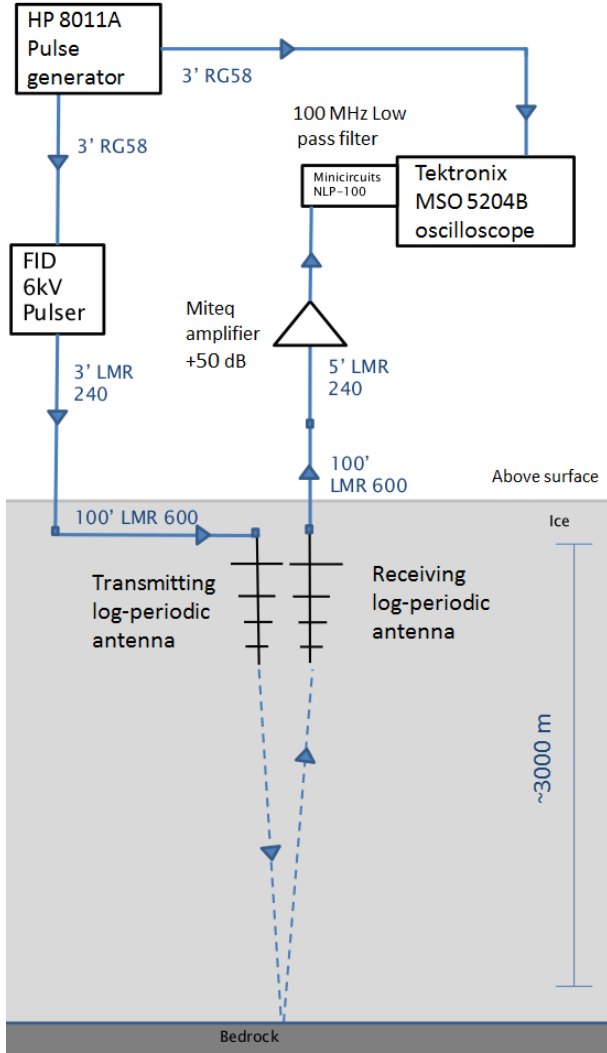 HP 8011A
Pulse
generator
3' RG58
3' RG58
100 MHz Low
pass filter
Minicircuits
NLP-100
Tektronix
MSO 5204B
oscilloscope
FID
6kV
Pulser
Miteq
amplifier
+50 dB
3' LMR
240
5' LMR
240
100'
LMR 600
Above surface
100' LMR 600
Ice
Transmitting
log-periodic
antenna
Receiving
log-periodic
antenna
~3000 m
Bedrock